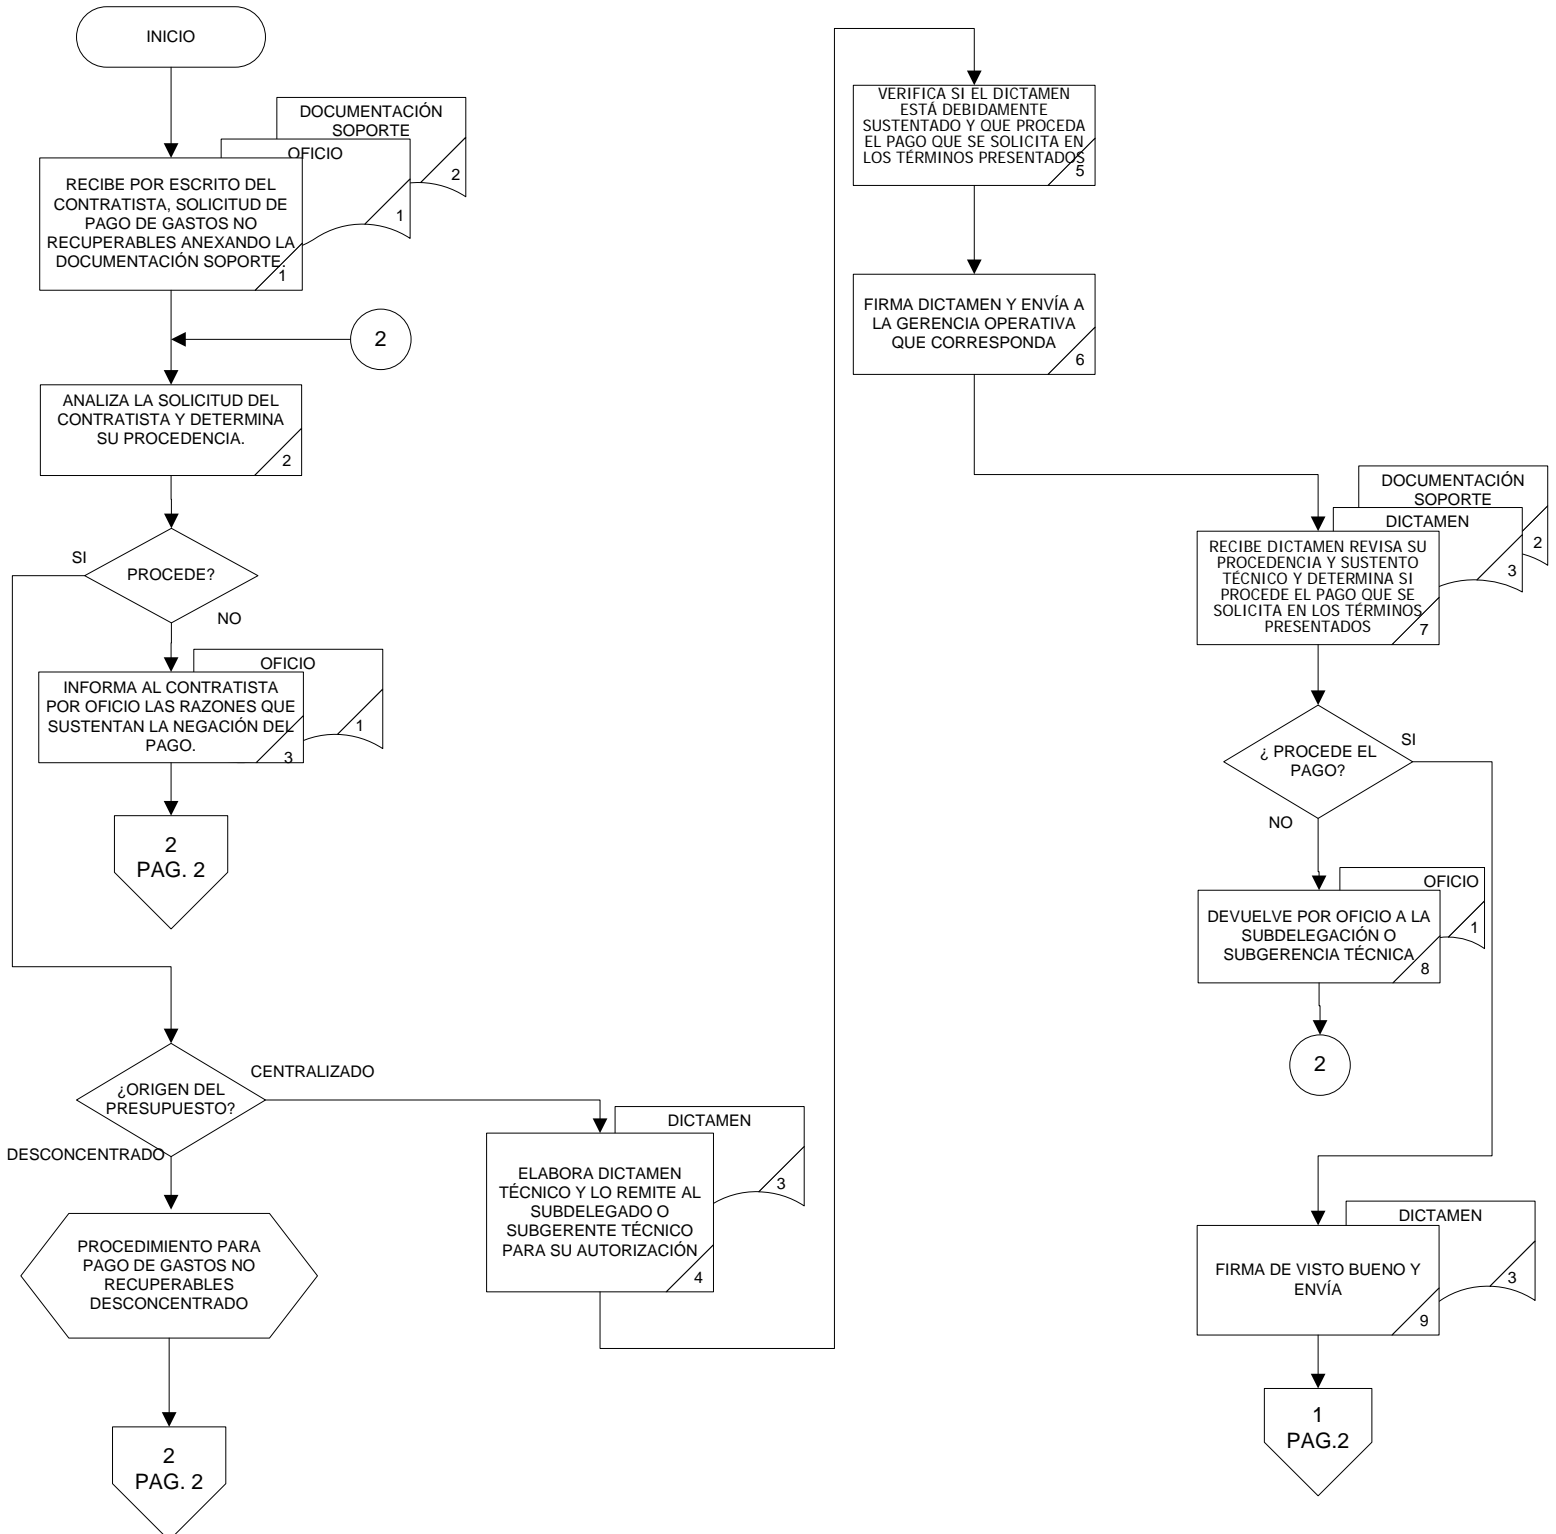 INICIO
DOCUMENTACIÓN
SOPORTE
2
OFICIO
1
RECIBE POR ESCRITO DEL
CONTRATISTA, SOLICITUD DE
PAGO DE GASTOS NO
RECUPERABLES ANEXANDO LA
DOCUMENTACIÓN SOPORTE.
1
2
ANALIZA LA SOLICITUD DEL
CONTRATISTA Y DETERMINA
SU PROCEDENCIA.
2
SI
PROCEDE?
NO
OFICIO
1
INFORMA AL CONTRATISTA
POR OFICIO LAS RAZONES QUE
SUSTENTAN LA NEGACIÓN DEL
PAGO.
3
2
PAG. 2
¿ORIGEN DEL
PRESUPUESTO?
CENTRALIZADO
DESCONCENTRADO
PROCEDIMIENTO PARA
PAGO DE GASTOS NO
RECUPERABLES
DESCONCENTRADO
2
PAG. 2
DICTAMEN
3
ELABORA DICTAMEN
TÉCNICO Y LO REMITE AL
SUBDELEGADO O
SUBGERENTE TÉCNICO
PARA SU AUTORIZACIÓN
4
VERIFICA SI EL DICTAMEN
ESTÁ DEBIDAMENTE
SUSTENTADO Y QUE PROCEDA
EL PAGO QUE SE SOLICITA EN
LOS TÉRMINOS PRESENTADOS
5
FIRMA DICTAMEN Y ENVÍA A
LA GERENCIA OPERATIVA
QUE CORRESPONDA
6
DOCUMENTACIÓN
SOPORTE
2
DICTAMEN
3
RECIBE DICTAMEN REVISA SU
PROCEDENCIA Y SUSTENTO
TÉCNICO Y DETERMINA SI
PROCEDE EL PAGO QUE SE
SOLICITA EN LOS TÉRMINOS
PRESENTADOS
7
¿ PROCEDE EL
PAGO?
SI
NO
OFICIO
1
DEVUELVE POR OFICIO A LA
SUBDELEGACIÓN O
SUBGERENCIA TÉCNICA
8
2
DICTAMEN
3
FIRMA DE VISTO BUENO Y
ENVÍA
9
1
PAG.2